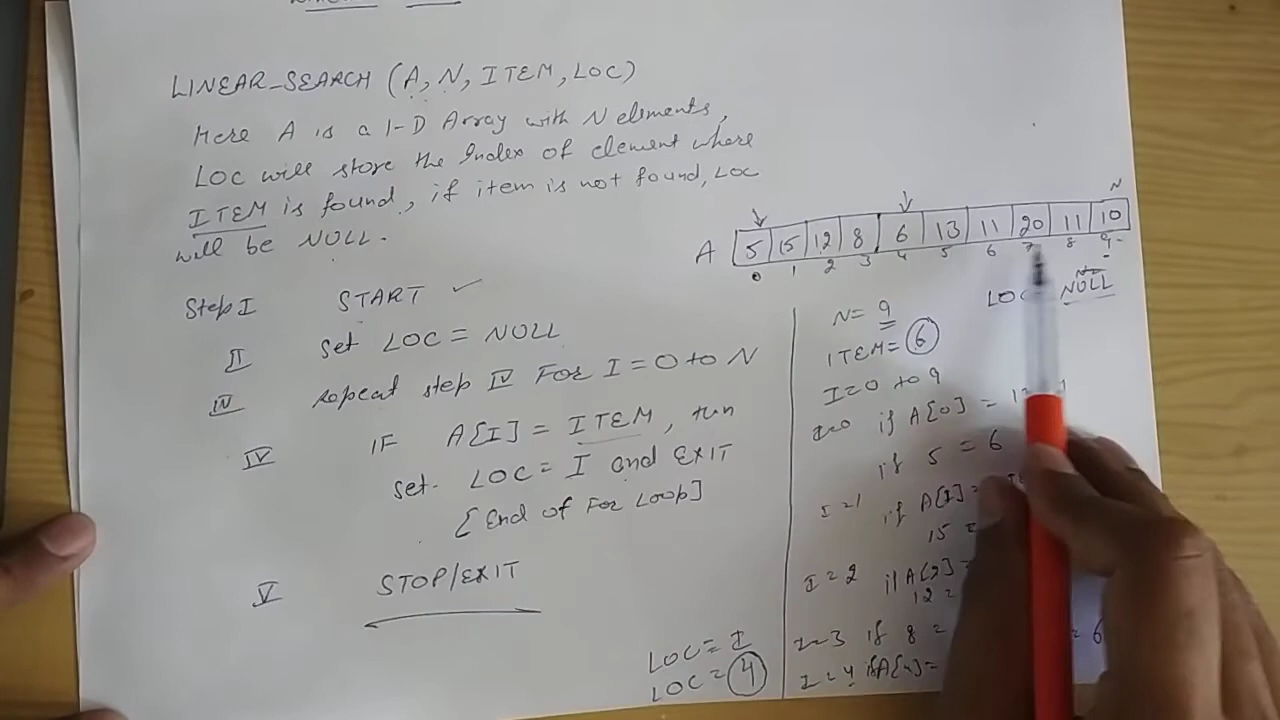 LINEAR_SEARCH (A, N, ITEM, LOC)
Here A is a 1-D Array with N elements,
LOC will store the Index of element where
ITEM is found, if item is not found, LOC
will be NULL.
Step I START ✓
II Set LOC = NULL
III Repeat step IV For I = 0 to N
IV IF A[I] = ITEM, then
Set LOC = I and EXIT
[End of For Loop]
V STOP/EXIT
LOC = I
LOC = 4
N
A 5 15 12 8 6 13 11 20 11 10
0 1 2 3 4 5 6 7 8 9
LOC NULL
N = 9
ITEM = 6
I = 0 to 9
I=0 if A[0] =
if 5 = 6
I = 1 if A[I] =
15 =
I = 2 if A[2] =
12 =
I=3 if 8 = = 6
I = 4 if A[4] =